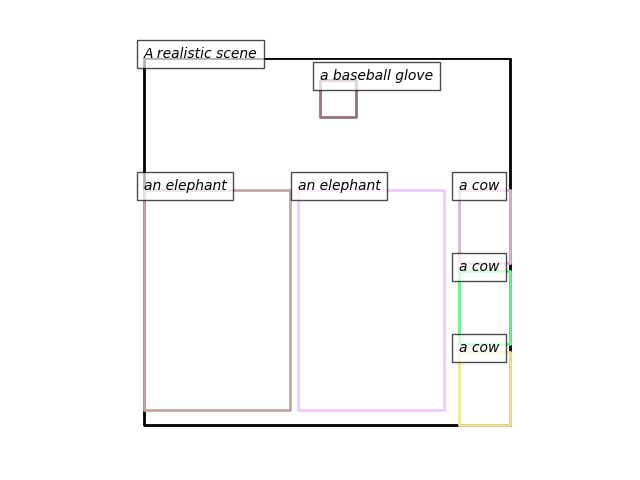 A realistic scene
a baseball glove
an elephant
an elephant
a cow
a cow
a cow